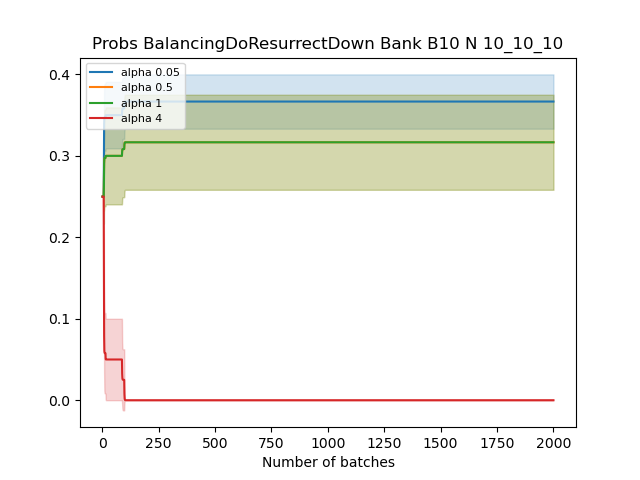 Probs BalancingDoResurrectDown Bank B10 N 10_10_10
0.4
0.3
0.2
0.1
0.0
alpha 0.05
alpha 0.5
alpha 1
alpha 4
0 250 500 750 1000 1250 1500 1750 2000
Number of batches